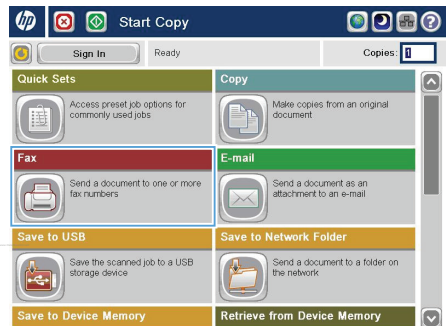 hp Start Copy ?
Sign In Ready Copies: 1
Quick Sets
Access preset job options for
commonly used jobs
Copy
Make copies from an original
document
Fax
Send a document to one or more
fax numbers
E-mail
Send a document as an
attachment to an e-mail
Save to USB
Save the scanned job to a USB
storage device
Save to Network Folder
Send a document to a folder on
the network
Save to Device Memory
Retrieve from Device Memory